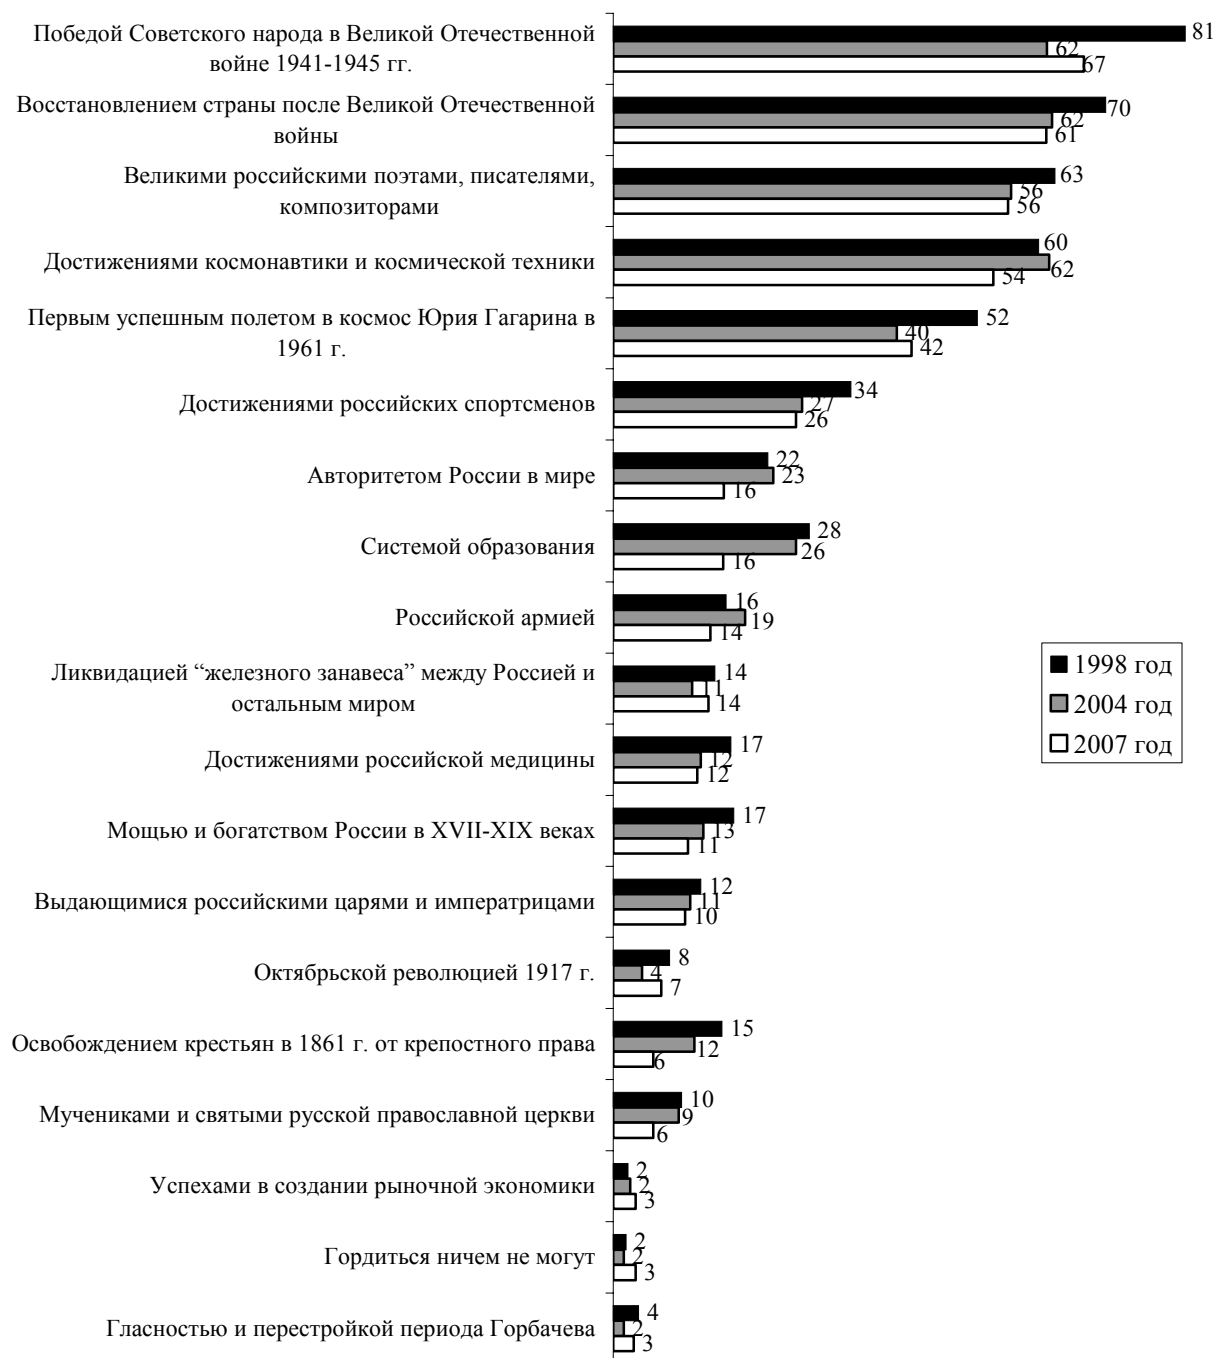 Победой Советского народа в Великой Отечественной
войне 1941-1945 гг.
81
62
67
Восстановлением страны после Великой Отечественной
войны
70
62
61
Великими российскими поэтами, писателями,
композиторами
63
56
56
Достижениями космонавтики и космической техники
60
62
54
Первым успешным полетом в космос Юрия Гагарина в
1961 г.
52
40
42
Достижениями российских спортсменов
34
27
26
Авторитетом России в мире
22
23
16
Системой образования
28
26
16
Российской армией
16
19
14
Ликвидацией “железного занавеса” между Россией и
остальным миром
14
1
14
Достижениями российской медицины
17
12
12
Мощью и богатством России в XVII-XIX веках
17
13
11
Выдающимися российскими царями и императрицами
12
11
10
Октябрьской революцией 1917 г.
8
4
7
Освобождением крестьян в 1861 г. от крепостного права
15
12
6
Мучениками и святыми русской православной церкви
10
9
6
Успехами в создании рыночной экономики
2
2
3
Гордиться ничем не могут
2
2
3
Гласностью и перестройкой периода Горбачева
4
2
3
1998 год
2004 год
2007 год